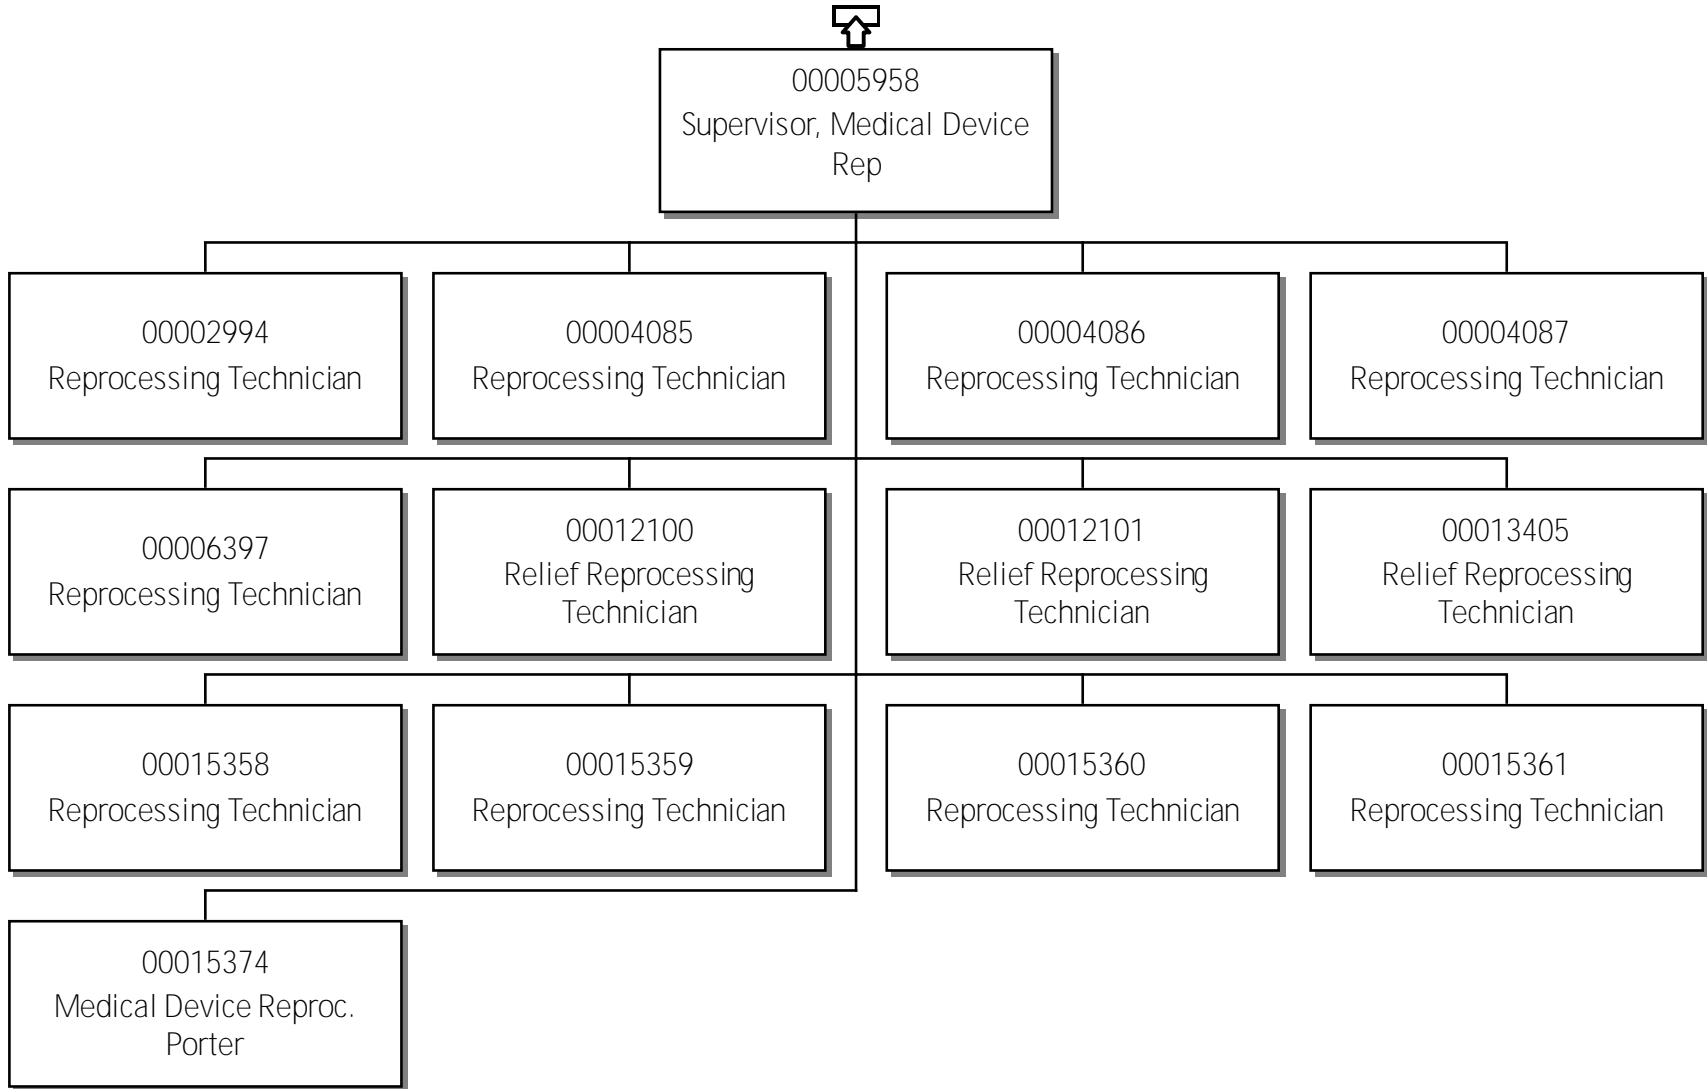 00005958
Supervisor, Medical Device
Rep
00002994
Reprocessing Technician
00004085
Reprocessing Technician
00004086
Reprocessing Technician
00004087
Reprocessing Technician
00006397
Reprocessing Technician
00012100
Relief Reprocessing
Technician
00012101
Relief Reprocessing
Technician
00013405
Relief Reprocessing
Technician
00015358
Reprocessing Technician
00015359
Reprocessing Technician
00015360
Reprocessing Technician
00015361
Reprocessing Technician
00015374
Medical Device Reproc.
Porter